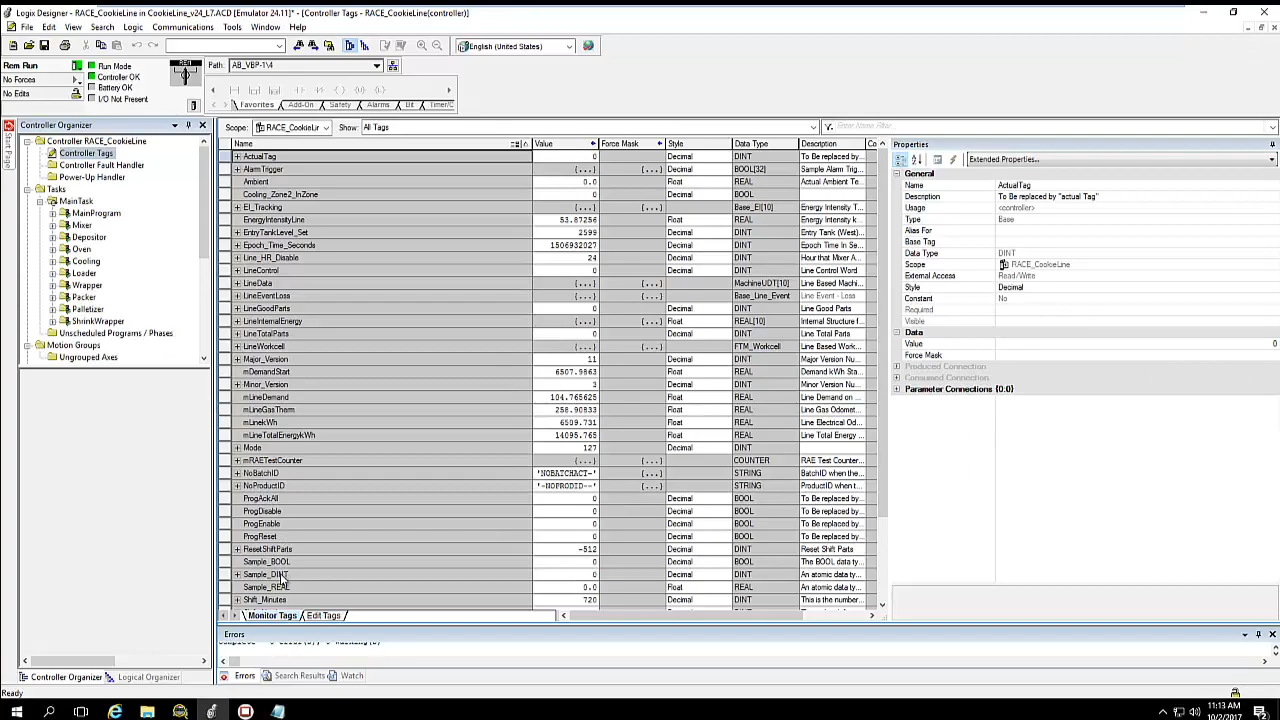 Logix Designer - RACE_CookieLine in CookieLine_v24_L7.ACD [Emulator 24.11]* - [Controller Tags - RACE_CookieLine(controller)]
File Edit View Search Logic Communications Tools Window Help
English (United States)
Rem Run Run Mode
No Forces Controller OK
Battery OK
No Edits I/O Not Present
REM
Path: AB_VBP-1\4
Favorites Add-On Safety Alarms Bit Timer/C
Start Page
Controller Organizer
Controller RACE_CookieLine
Controller Tags
Controller Fault Handler
Power-Up Handler
Tasks
MainTask
MainProgram
Mixer
Depositor
Oven
Cooling
Loader
Wrapper
Packer
Palletizer
ShrinkWrapper
Unscheduled Programs / Phases
Motion Groups
Ungrouped Axes
Controller Organizer Logical Organizer
Scope: RACE_CookieLir Show: All Tags Enter Name Filter...
Name Value Force Mask Style Data Type Description Co
ActualTag 0 Decimal DINT To Be replaced by...
AlarmTrigger {...} {...} Decimal BOOL[32] Sample Alarm Trig...
Ambient 0.0 Float REAL Actual Ambient Te...
Cooling_Zone2_InZone 0 Decimal BOOL
EI_Tracking {...} {...} Base_EI[10] Energy Intensity T...
EnergyIntensityLine 53.87256 Float REAL Energy Intensity k...
EntryTankLevel_Set 2599 Decimal DINT Entry Tank (West)...
Epoch_Time_Seconds 1506932027 Decimal DINT Epoch Time In Se...
Line_HR_Disable 24 Decimal DINT Hour that Mixer A...
LineControl 0 Decimal DINT Line Control Word
LineData {...} {...} MachineUDT[10] Line Based Machi...
LineEventLoss {...} {...} Base_Line_Event Line Event - Loss
LineGoodParts 0 Decimal DINT Line Good Parts
LineInternalEnergy {...} {...} Float REAL[10] Internal Structure f...
LineTotalParts 0 Decimal DINT Line Total Parts
LineWorkcell {...} {...} FTM_Workcell Line Based Work...
Major_Version 11 Decimal DINT Major Version Nu...
mDemandStart 6507.9863 Float REAL Demand kWh Sta...
Minor_Version 3 Decimal DINT Minor Version Nu...
mLineDemand 104.765625 Float REAL Line Demand on ...
mLineGasTherm 258.90833 Float REAL Line Gas Odomet...
mLinekWh 6509.731 Float REAL Line Electrical Od...
mLineTotalEnergykWh 14095.765 Float REAL Line Total Energy ...
Mode 127 Decimal DINT
mRAETestCounter {...} {...} COUNTER RAE Test Counter
NoBatchID 'NOBATCHACT-' {...} STRING BatchID when the...
NoProductID '-NOPRODID--' {...} STRING ProductID when t...
ProgAckAll 0 Decimal BOOL To Be replaced by...
ProgDisable 0 Decimal BOOL To Be replaced by...
ProgEnable 0 Decimal BOOL To Be replaced by...
ProgReset 0 Decimal BOOL To Be replaced by...
ResetShiftParts -512 Decimal DINT Reset Shift Parts
Sample_BOOL 0 Decimal BOOL The BOOL data ty...
Sample_DINT 0 Decimal DINT An atomic data ty...
Sample_REAL 0.0 Float REAL An atomic data ty...
Shift_Minutes 720 Decimal DINT This is the number...
Monitor Tags Edit Tags
Properties
Extended Properties...
General
Name ActualTag
Description To Be replaced by "actual Tag"
Usage <controller>
Type Base
Alias For
Base Tag
Data Type DINT
Scope RACE_CookieLine
External Access Read/Write
Style Decimal
Constant No
Required
Visible
Data
Value 0
Force Mask
Produced Connection
Consumed Connection
Parameter Connections {0:0}
Errors
Errors Search Results Watch
Ready
11:13 AM
10/2/2017